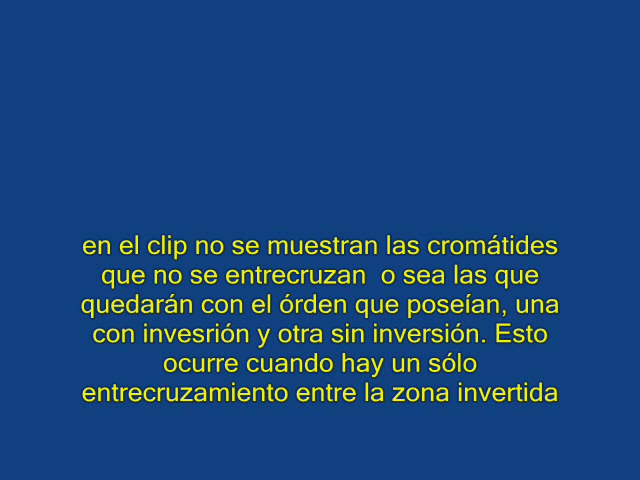 en el clip no se muestran las cromátides
que no se entrecruzan  o sea las que
quedarán con el órden que poseían, una
con invesrión y otra sin inversión. Esto
ocurre cuando hay un sólo
entrecruzamiento entre la zona invertida